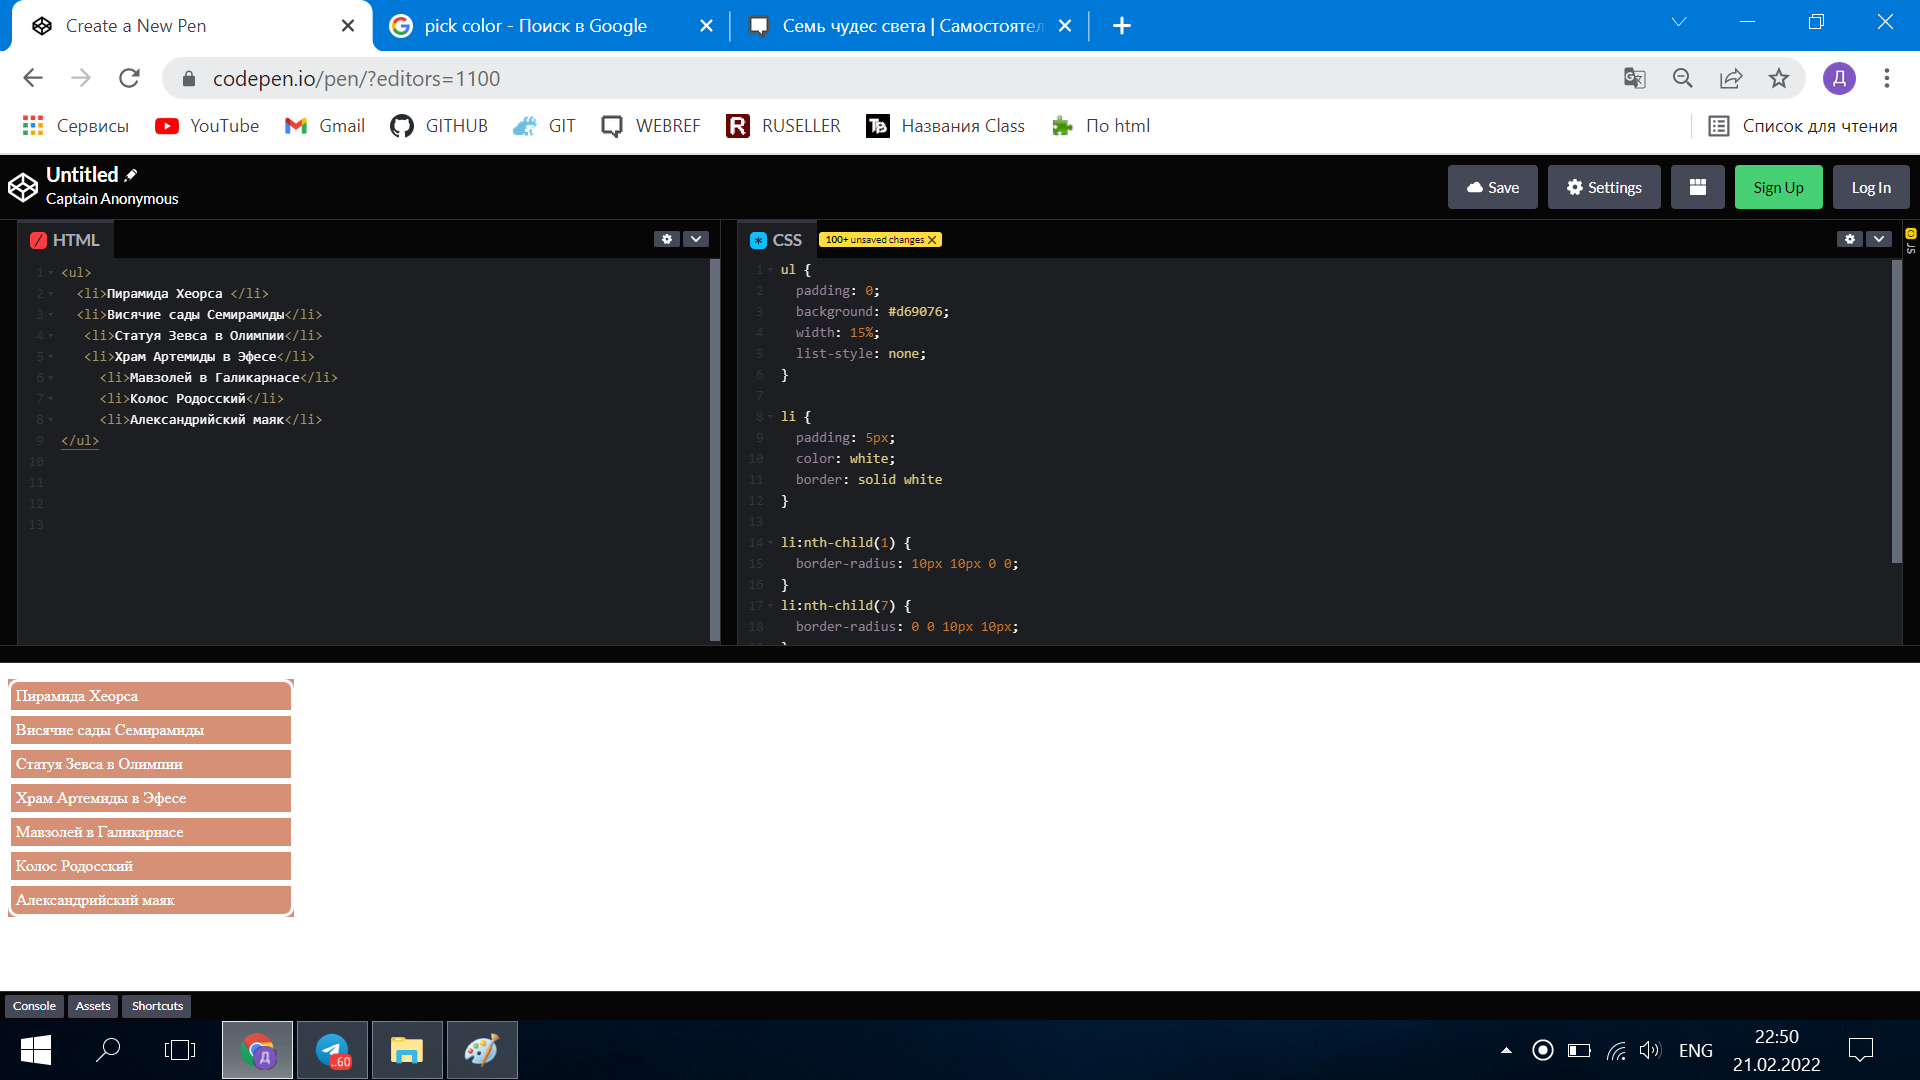 Create a New Pen
pick color - Поиск в Google
Семь чудес света | Самостоятел
codepen.io/pen/?editors=1100
Д
Сервисы
YouTube
Gmail
GITHUB
GIT
WEBREF
RUSELLER
Названия Class
По html
Список для чтения
Untitled
Captain Anonymous
Save
Settings
Sign Up
Log In
HTML
1 <ul>
2 <li>Пирамида Хеорса </li>
3 <li>Висячие сады Семирамиды</li>
4 <li>Статуя Зевса в Олимпии</li>
5 <li>Храм Артемиды в Эфесе</li>
6 <li>Мавзолей в Галикарнасе</li>
7 <li>Колос Родосский</li>
8 <li>Александрийский маяк</li>
9 </ul>
10
11
12
13
CSS
100+ unsaved changes
JS
1 ul {
2 padding: 0;
3 background: #d69076;
4 width: 15%;
5 list-style: none;
6 }
7
8 li {
9 padding: 5px;
10 color: white;
11 border: solid white
12 }
13
14 li:nth-child(1) {
15 border-radius: 10px 10px 0 0;
16 }
17 li:nth-child(7) {
18 border-radius: 0 0 10px 10px;
Пирамида Хеорса
Висячие сады Семирамиды
Статуя Зевса в Олимпии
Храм Артемиды в Эфесе
Мавзолей в Галикарнасе
Колос Родосский
Александрийский маяк
Console
Assets
Shortcuts
Д
..60
ENG
22:50
21.02.2022